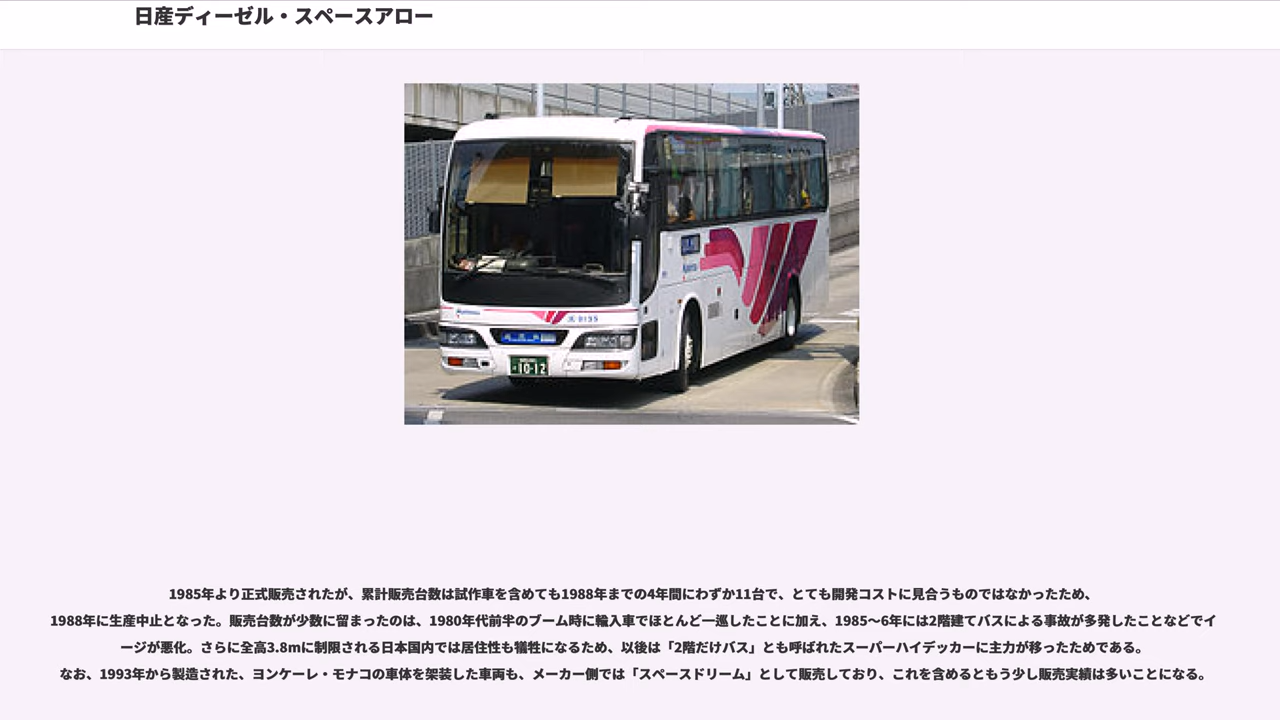 日産ディーゼル・スペースアロー
JK-9155
10-12
1985年より正式販売されたが、累計販売台数は試作車を含めても1988年までの4年間にわずか11台で、とても開発コストに見合うものではなかったため、
1988年に生産中止となった。販売台数が少数に留まったのは、1980年代前半のブーム時に輸入車でほとんど一巡したことに加え、1985〜6年には2階建てバスによる事故が多発したことなどでイ
ージが悪化。さらに全高3.8mに制限される日本国内では居住性も犠牲になるため、以後は「2階だけバス」とも呼ばれたスーパーハイデッカーに主力が移ったためである。
なお、1993年から製造された、ヨンケーレ・モナコの車体を架装した車両も、メーカー側では「スペースドリーム」として販売しており、これを含めるともう少し販売実績は多いことになる。